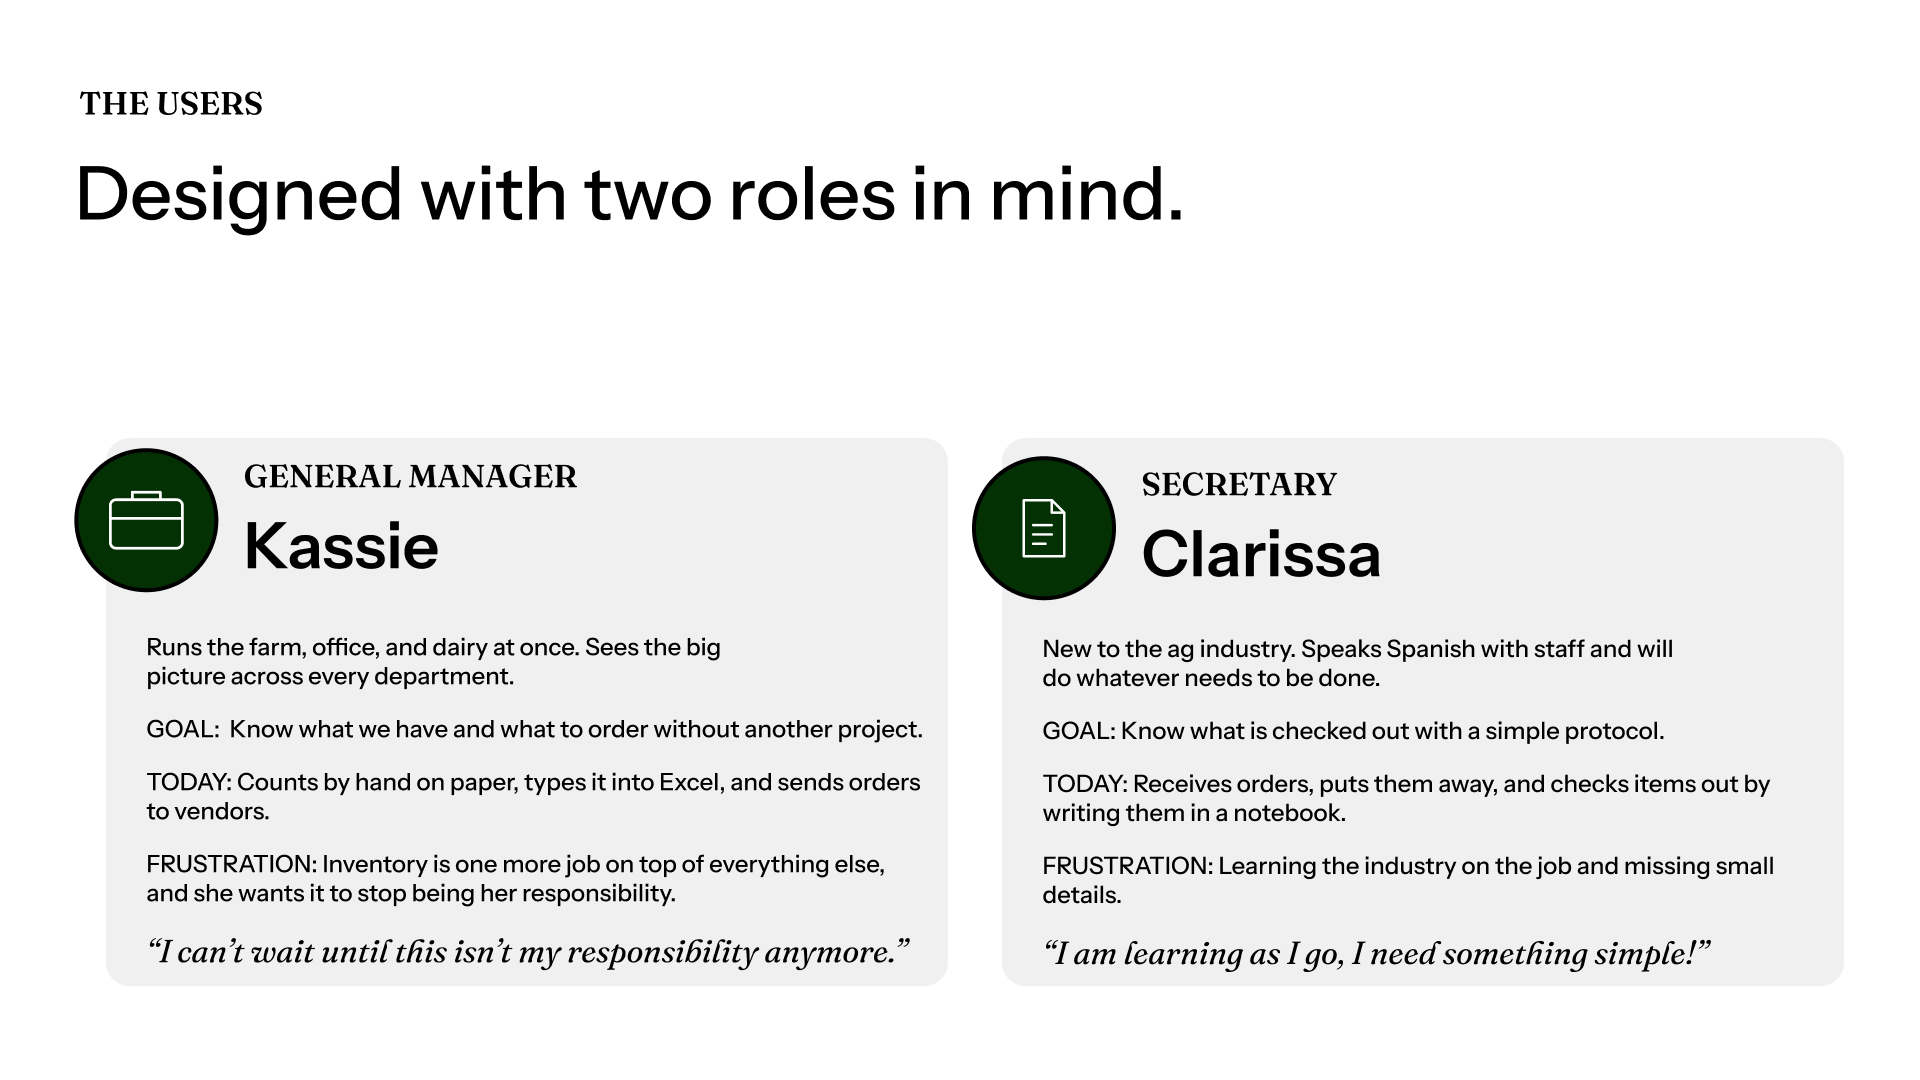 THE USERS
Designed with two roles in mind.
GENERAL MANAGER
Kassie
Runs the farm, office, and dairy at once. Sees the big
picture across every department.
GOAL:  Know what we have and what to order without another project.
TODAY: Counts by hand on paper, types it into Excel, and sends orders
to vendors.
FRUSTRATION: Inventory is one more job on top of everything else,
and she wants it to stop being her responsibility.
“I can’t wait until this isn’t my responsibility anymore.”
SECRETARY
Clarissa
New to the ag industry. Speaks Spanish with staff and will
do whatever needs to be done.
GOAL: Know what is checked out with a simple protocol.
TODAY: Receives orders, puts them away, and checks items out by
writing them in a notebook.
FRUSTRATION: Learning the industry on the job and missing small
details.
“I am learning as I go, I need something simple!”